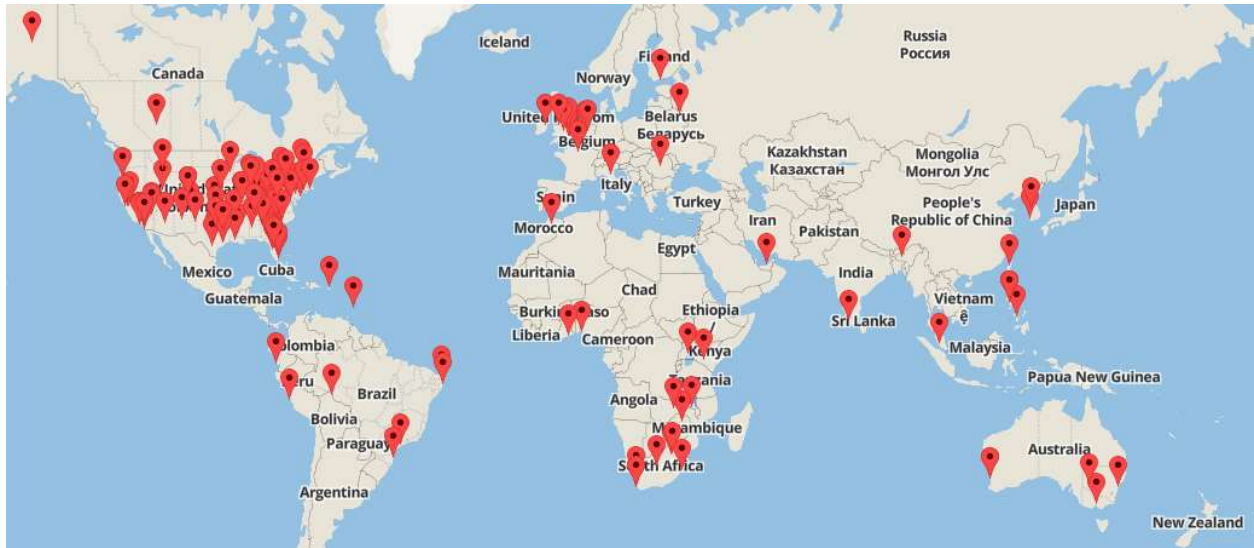 Iceland
Russia
Россия
Canada
Norway
Belarus
Беларусь
Belgium
Kazakhstan
Казахстан
Mongolia
Монгол Улс
Italy
Turkey
People's
Republic of China
Japan
Morocco
Iran
Pakistan
Egypt
Mexico
Cuba
Mauritania
India
Guatemala
Chad
Ethiopia
Vietnam
Sri Lanka
Liberia
Cameroon
Kenya
Malaysia
Papua New Guinea
Angola
Brazil
Bolivia
Paraguay
Australia
Argentina
New Zealand